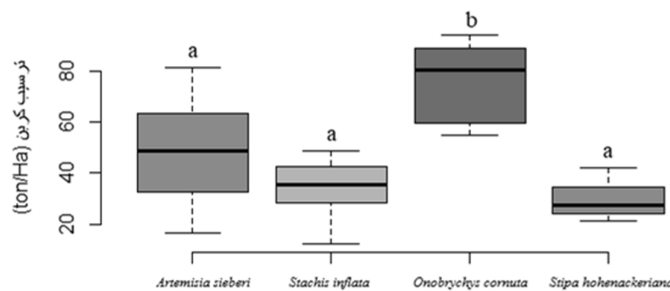 b
a
a
a
80
60
40
20
ترسیب کربن (ton/Ha)
Artemisia sieberi Stachis inflata Onobrychys cornuta Stipa hohenackeriana